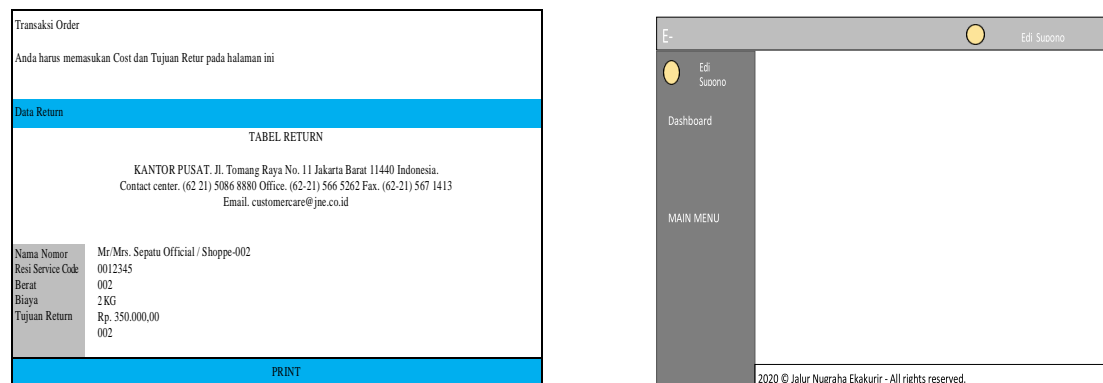 Transaksi Order
Anda harus memasukan Cost dan Tujuan Retur pada halaman ini
Data Return
TABEL RETURN
KANTOR PUSAT. Jl. Tomang Raya No. 11 Jakarta Barat 11440 Indonesia.
Contact center. (62 21) 5086 8880 Office. (62-21) 566 5262 Fax. (62-21) 567 1413
Email. customercare@jne.co.id
Nama Nomor Mr/Mrs. Sepatu Official / Shoppe-002
Resi Service Code 0012345
Berat 002
Biaya 2 KG
Tujuan Return Rp. 350.000,00
002
PRINT
E-
Edi Supono
Edi
Supono
Dashboard
MAIN MENU
2020 © Jalur Nugraha Ekakurir - All rights reserved.